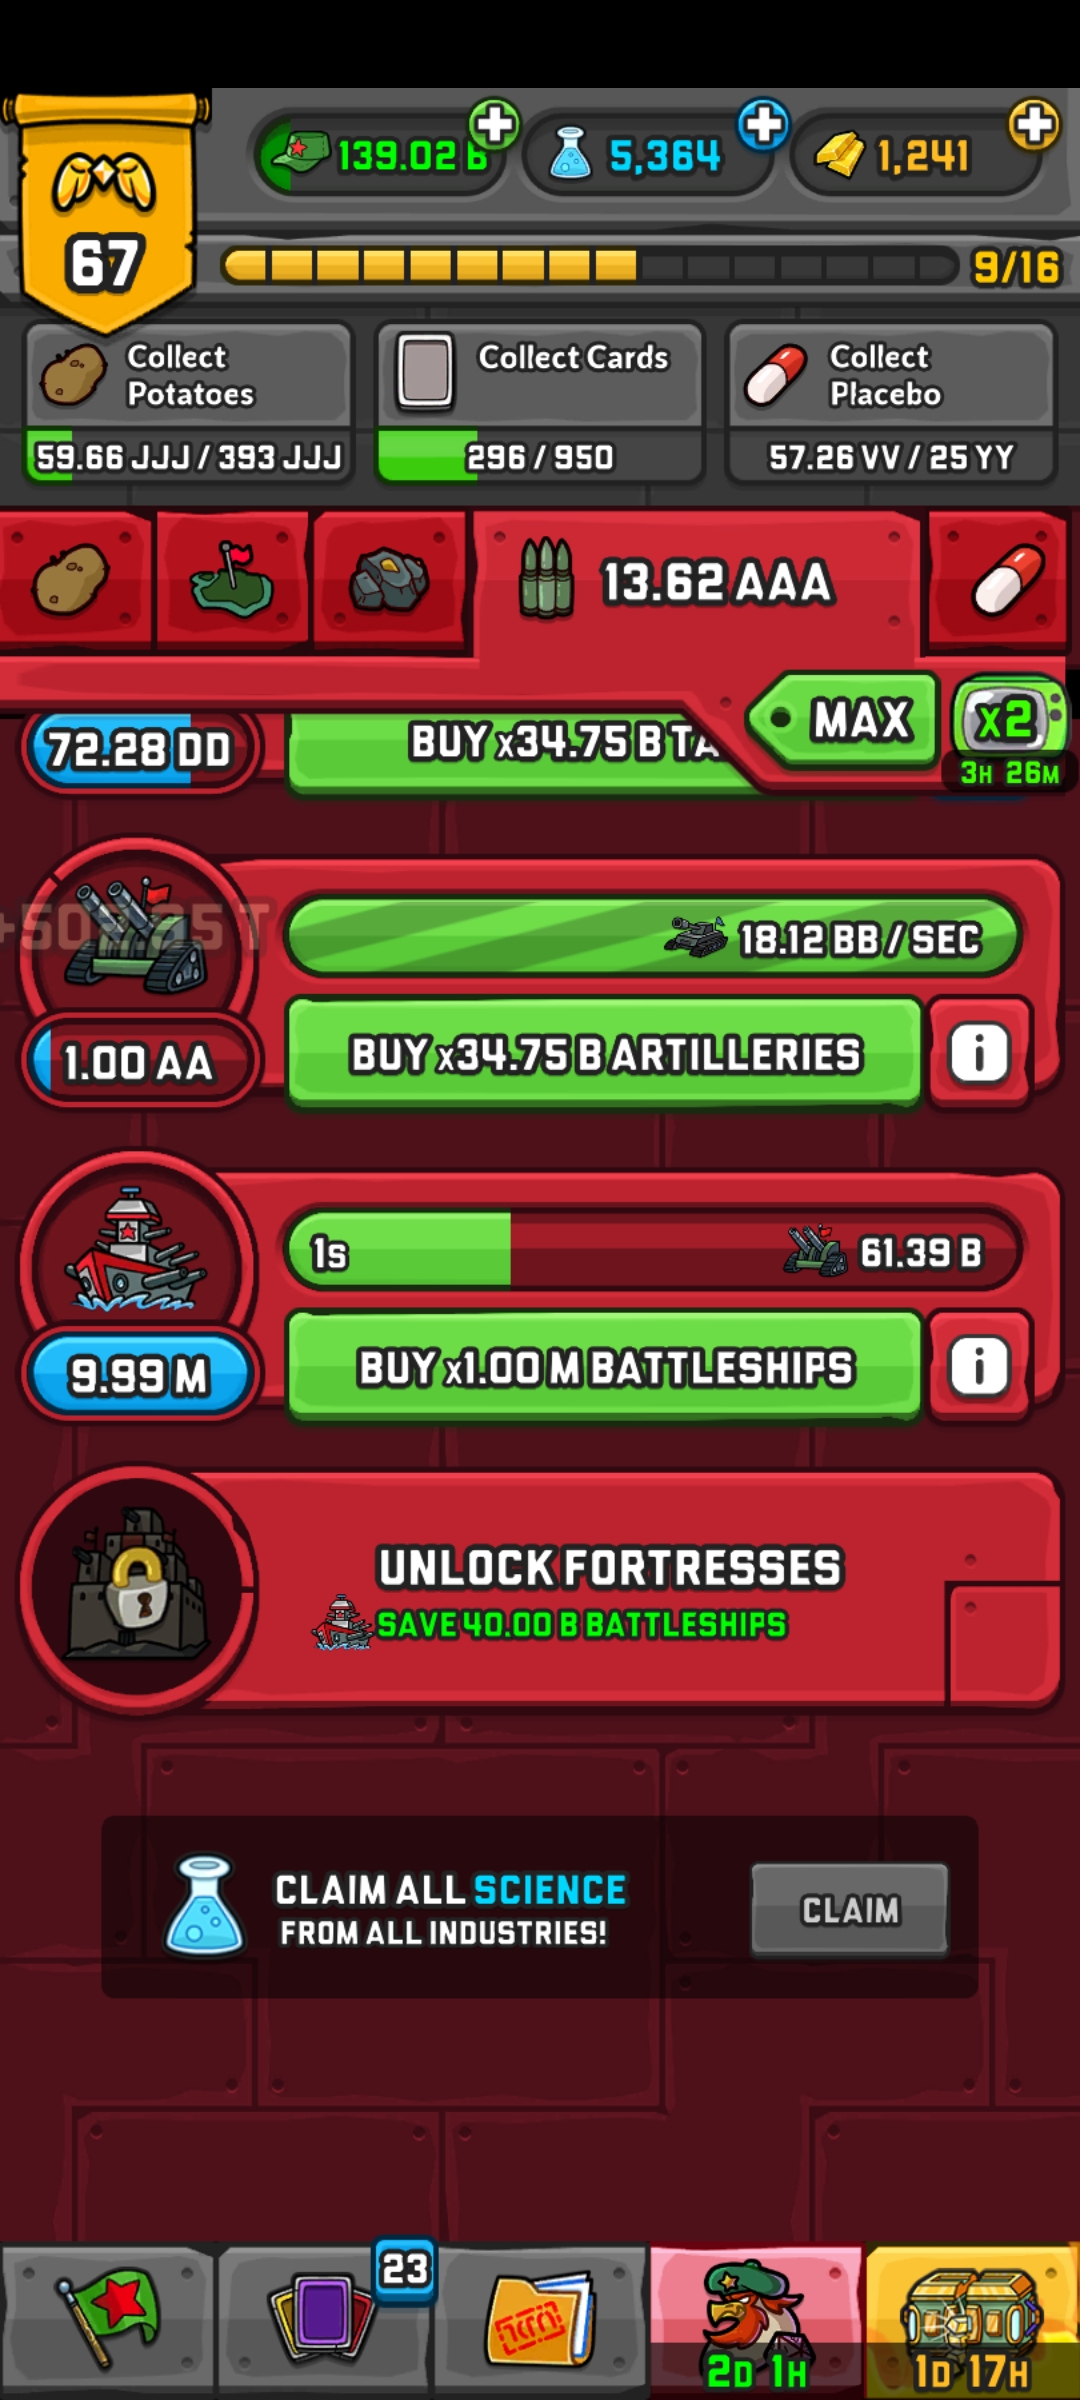 139.02 B
5,364
1,241
67
9/16
Collect
Potatoes
59.66 JJJ / 393 JJJ
Collect Cards
296 / 950
Collect
Placebo
57.26 VV / 25 YY
13.62 AAA
MAX
x2
3H 26M
72.28 DD
BUY x34.75 B TA
18.12 BB / SEC
1.00 AA
BUY x34.75 B ARTILLERIES
i
1s
61.39 B
9.99 M
BUY x1.00 M BATTLESHIPS
i
UNLOCK FORTRESSES
SAVE 40.00 B BATTLESHIPS
CLAIM ALL SCIENCE
FROM ALL INDUSTRIES!
CLAIM
23
2D 1H
1D 17H